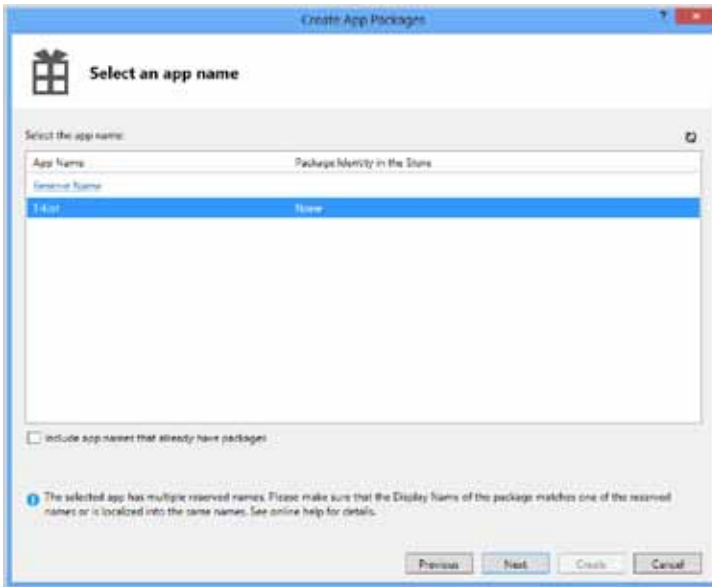 Create App Packages
?
Select an app name
Select the app name:
App Name Package Identity in the Store
Reserve Name
None
Include app names that already have packages
The selected app has multiple reserved names. Please make sure that the Display Name of the package matches one of the reserved
names or is localized into the same names. See online help for details.
Previous Next Create Cancel